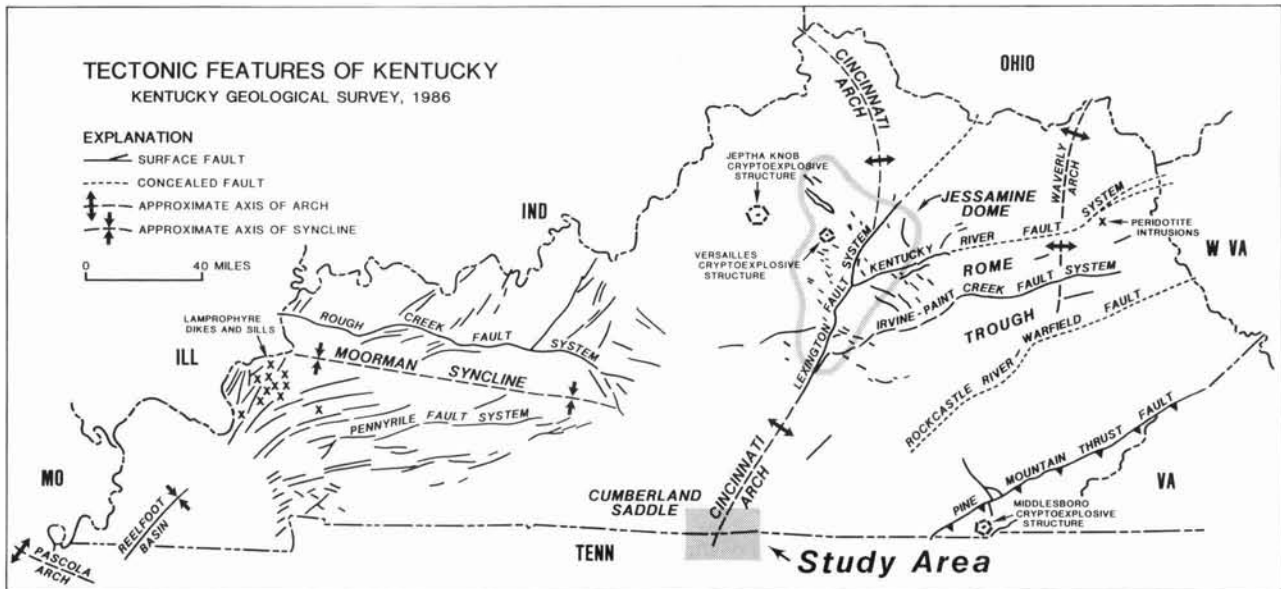 TECTONIC FEATURES OF KENTUCKY
KENTUCKY GEOLOGICAL SURVEY, 1986
EXPLANATION
SURFACE FAULT
CONCEALED FAULT
APPROXIMATE AXIS OF ARCH
APPROXIMATE AXIS OF SYNCLINE
0 40 MILES
OHIO
CINCINNATI
ARCH
JEPTHA KNOB
CRYPTOEXPLOSIVE
STRUCTURE
WAVERLY
ARCH
JESSAMINE
DOME
IND
VERSAILLES
CRYPTOEXPLOSIVE
STRUCTURE
KENTUCKY RIVER FAULT SYSTEM
X PERIDOTITE
INTRUSIONS
W VA
ROME
TROUGH
IRVINE-PAINT CREEK FAULT SYSTEM
LEXINGTON FAULT SYSTEM
ROCKCASTLE RIVER WARFIELD FAULT
LAMPROPHYRE
DIKES AND SILLS
ROUGH CREEK FAULT SYSTEM
ILL
MOORMAN SYNCLINE
X X X X X X X X X X
X
PENNYRILE FAULT SYSTEM
CINCINNATI
ARCH
PINE MOUNTAIN THRUST FAULT
VA
MO
REELFOOT
BASIN
CUMBERLAND
SADDLE
MIDDLESBORO
CRYPTOEXPLOSIVE
STRUCTURE
PASCOLA
ARCH
TENN
Study Area